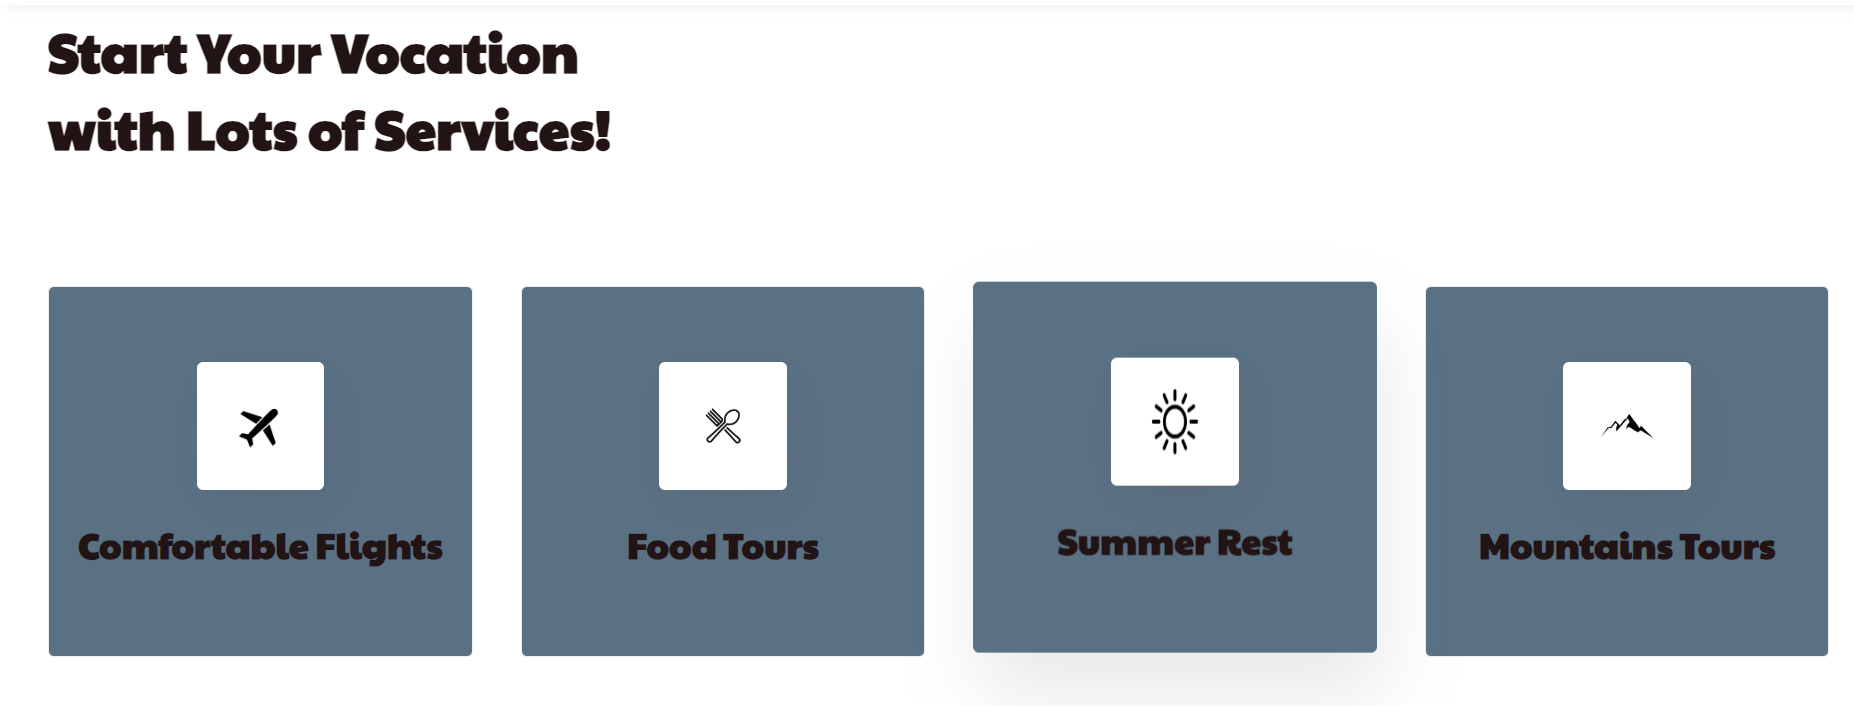 Start Your Vocation
with Lots of Services!
Comfortable Flights
Food Tours
Summer Rest
Mountains Tours